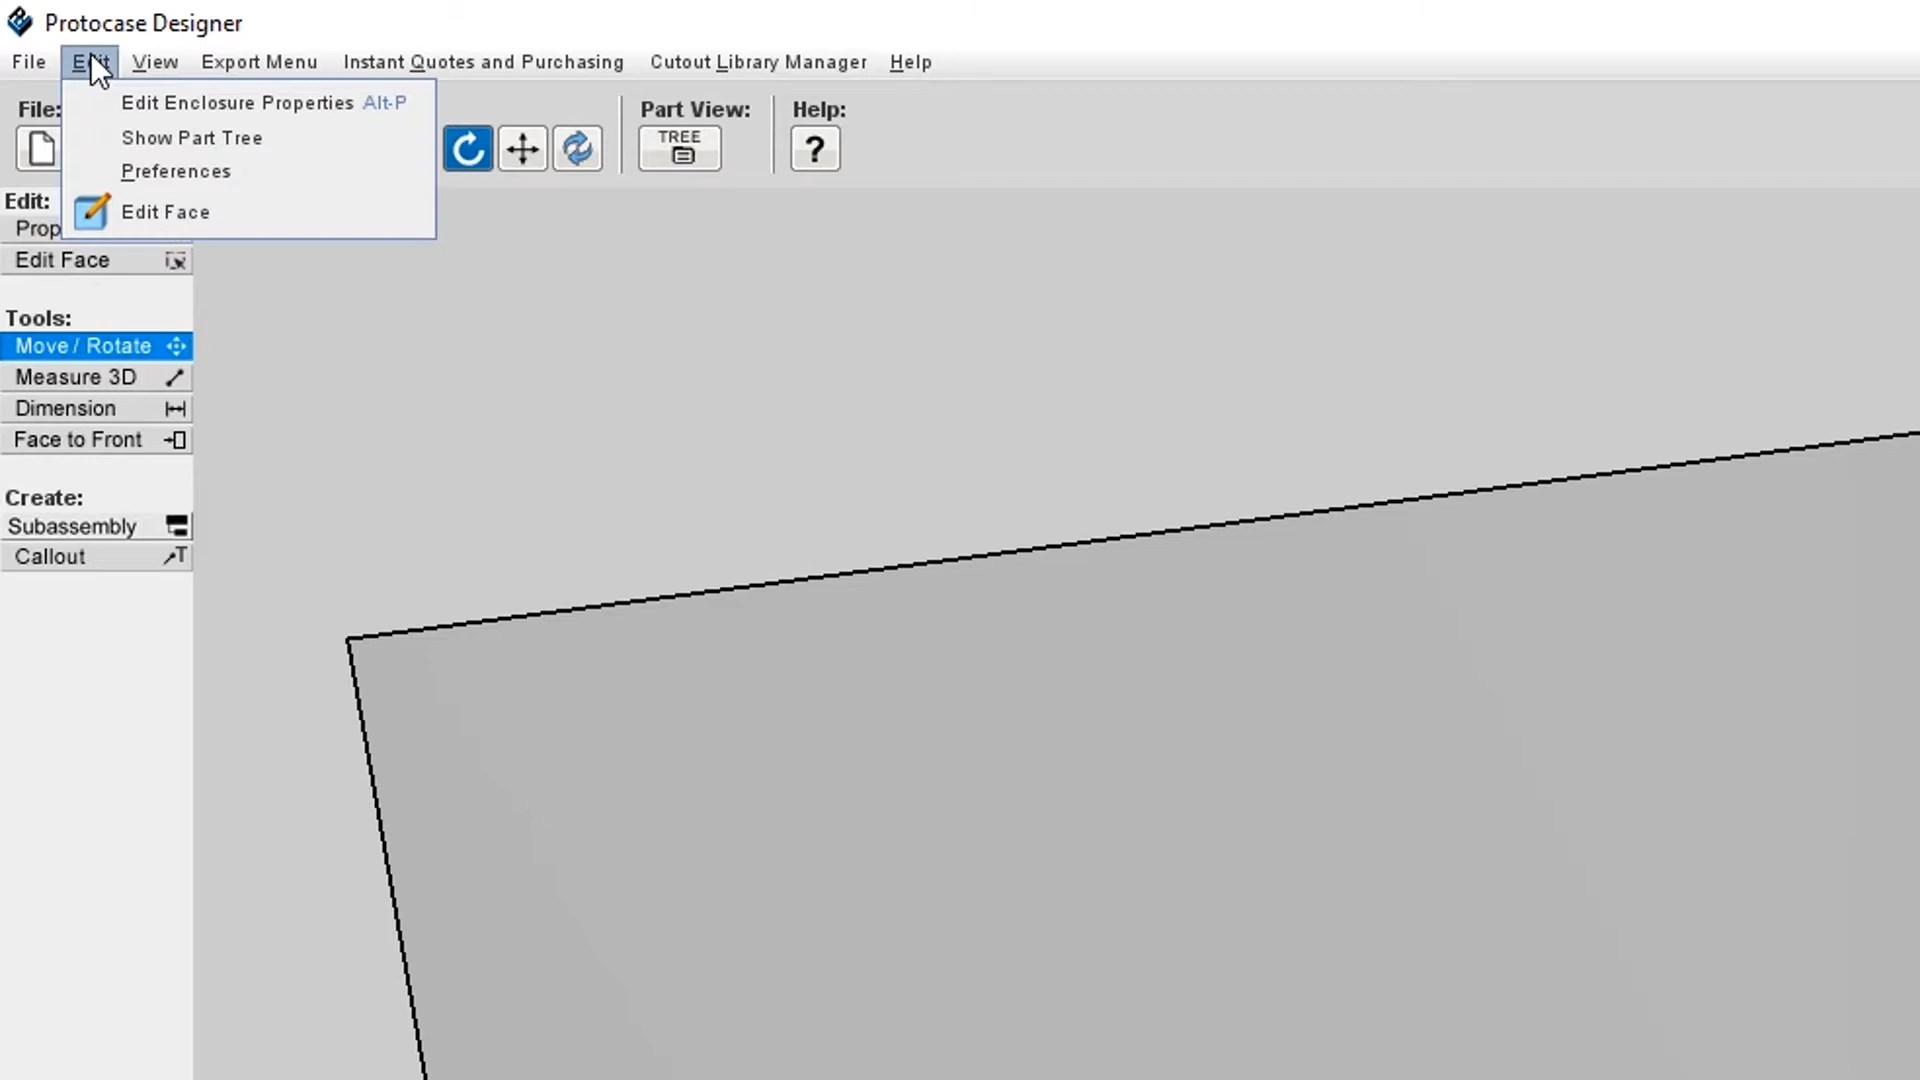 Protocase Designer
File Edit View Export Menu Instant Quotes and Purchasing Cutout Library Manager Help
Edit Enclosure Properties Alt-P
Show Part Tree
Preferences
Edit Face
File:
Part View:
Help:
TREE
?
Edit:
Prop
Edit Face
Tools:
Move / Rotate
Measure 3D
Dimension
Face to Front
Create:
Subassembly
Callout